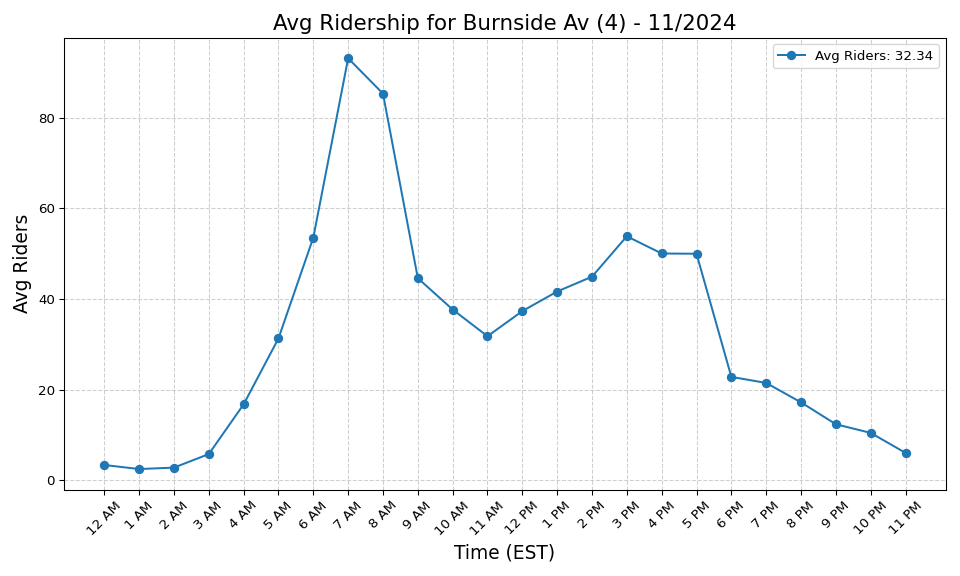 Avg Ridership for Burnside Av (4) - 11/2024
Avg Riders: 32.34
Avg Riders
80
60
40
20
0
12 AM
1 AM
2 AM
3 AM
4 AM
5 AM
6 AM
7 AM
8 AM
9 AM
10 AM
11 AM
12 PM
1 PM
2 PM
3 PM
4 PM
5 PM
6 PM
7 PM
8 PM
9 PM
10 PM
11 PM
Time (EST)